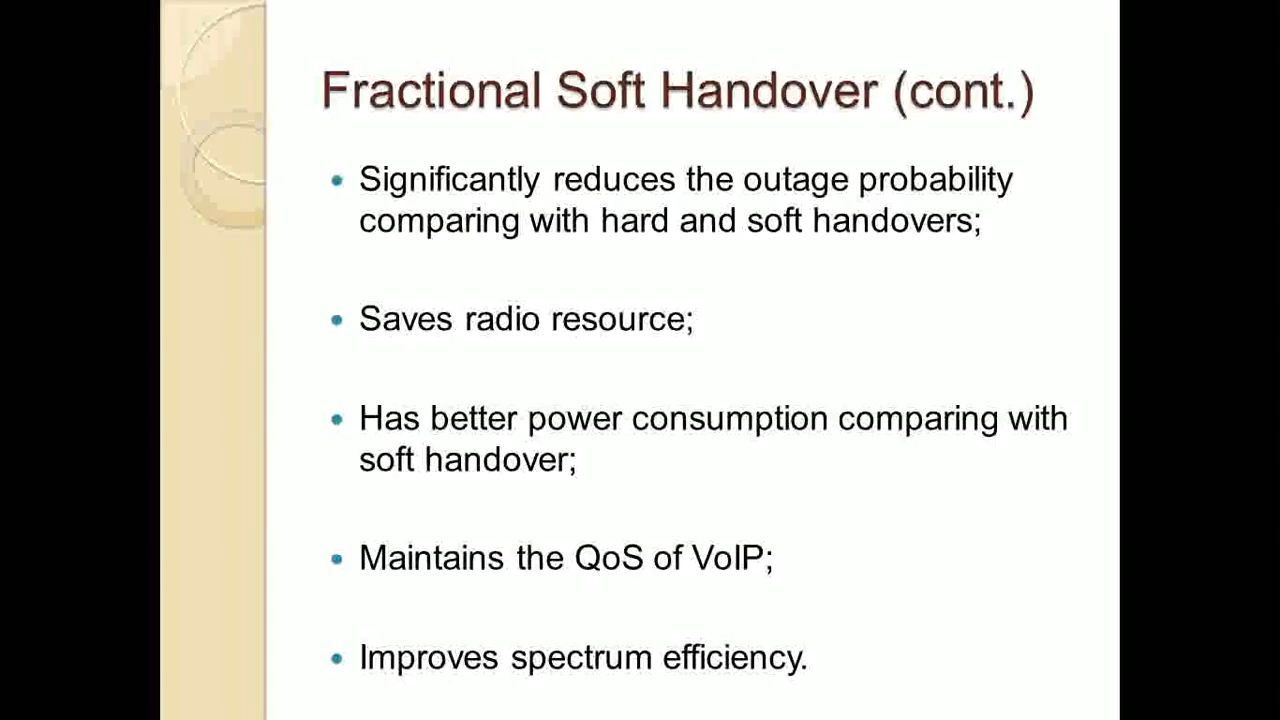 Fractional Soft Handover (cont.)
• Significantly reduces the outage probability
comparing with hard and soft handovers;
• Saves radio resource;
• Has better power consumption comparing with
soft handover;
• Maintains the QoS of VoIP;
• Improves spectrum efficiency.